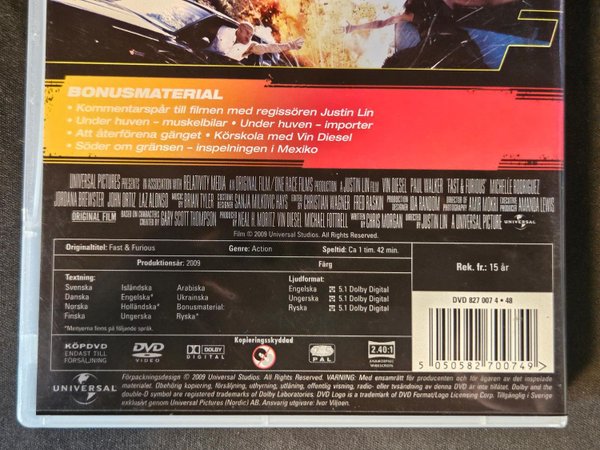 BONUSMATERIAL
• Kommentarspår till filmen med regissören Justin Lin
• Under huven – muskelbilar • Under huven – importer
• Att återförena gänget • Körskola med Vin Diesel
• Söder om gränsen – inspelningen i Mexiko
UNIVERSAL PICTURES PRESENTS IN ASSOCIATION WITH RELATIVITY MEDIA AN ORIGINAL FILM/ONE RACE FILMS PRODUCTION A JUSTIN LIN FILM VIN DIESEL PAUL WALKER FAST & FURIOUS MICHELLE RODRIGUEZ
JORDANA BREWSTER JOHN ORTIZ LAZ ALONSO MUSIC BY BRIAN TYLER COSTUME DESIGNER SANJA MILKOVIC HAYS EDITED BY CHRISTIAN WAGNER FRED RASKIN PRODUCTION DESIGNER IDA RANDOM DIRECTOR OF PHOTOGRAPHY AMIR MOKRI EXECUTIVE PRODUCERS AMANDA LEWIS
ORIGINAL FILM BASED ON CHARACTERS CREATED BY GARY SCOTT THOMPSON PRODUCED BY NEAL H. MORITZ VIN DIESEL MICHAEL FOTTRELL WRITTEN BY CHRIS MORGAN DIRECTED BY JUSTIN LIN A UNIVERSAL PICTURE UNIVERSAL
Film © 2009 Universal Studios. All Rights Reserved.
Originaltitel: Fast & Furious Genre: Action Speltid: Ca 1 tim. 42 min.
Produktionsår: 2009 Färg
Rek. fr.: 15 år
Textning: Ljudformat:
Svenska Isländska Arabiska Engelska 5.1 Dolby Digital
Danska Engelska* Ukrainska Ungerska 5.1 Dolby Digital
Norska Holländska* Bonusmaterial: Ryska 5.1 Dolby Digital
Finska Ungerska Ryska*
*Menyerna finns på följande språk.
DVD 827 007 4 • 48
KÖPDVD
ENDAST TILL
FÖRSÄLJNING
DVD
VIDEO
DOLBY
DIGITAL
Kopieringsskyddad
PAL
2.40:1
ANAMORPHIC
WIDESCREEN
5 050582 700749 >
UNIVERSAL
Förpackningsdesign © 2009 Universal Studios. All Rights Reserved. VARNING: Med ensamrätt för producenten och för ägaren av det inspelade
materialet. Obehörig kopiering, försäljning, uthyrning, utlåning, offentlig visning, radio- eller tvutsändning av denna DVD är inte tillåtet. Dolby and the
double-D symbol are registered trademarks of Dolby Laboratories. DVD Logo is a trademark of DVD Format/Logo Licensing Corp. Tillgänglig i Sverige
exklusivt genom Universal Pictures (Nordic) AB. Ansvarig utgivare: Ivor Viljoen.